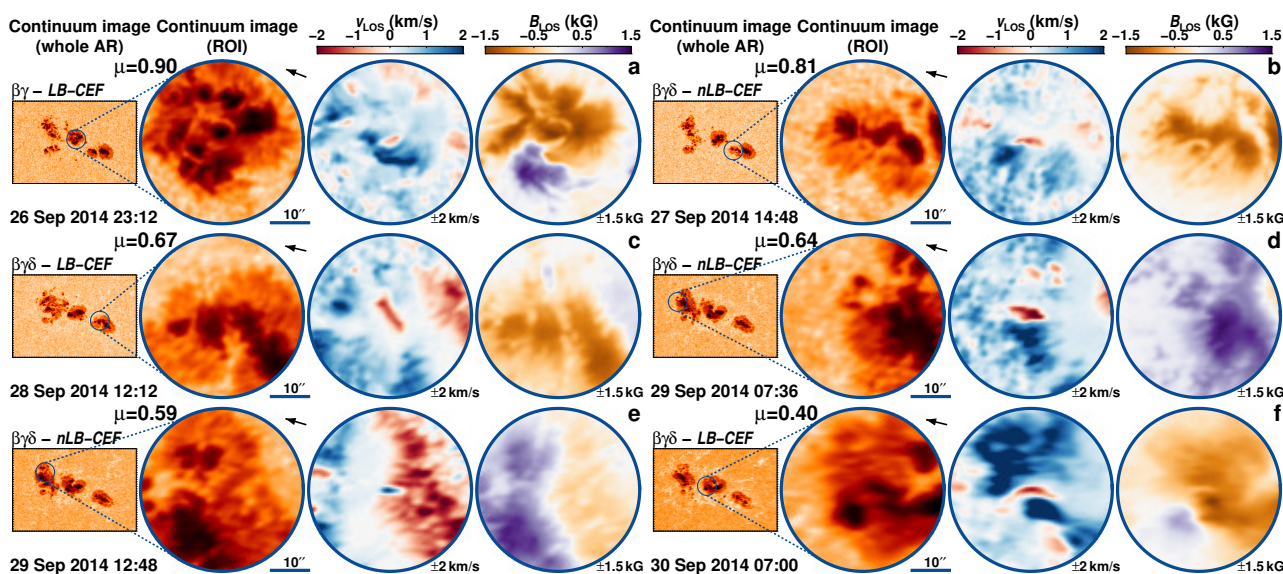 Continuum image (whole AR) Continuum image (ROI) vLOS (km/s) BLOS (kG) Continuum image (whole AR) Continuum image (ROI) vLOS (km/s) BLOS (kG)
−2 −1 0 1 2 −1.5 −0.5 0.5 1.5 −2 −1 0 1 2 −1.5 −0.5 0.5 1.5
μ=0.90 a μ=0.81 b
βγ − LB−CEF βγδ − nLB−CEF
26 Sep 2014 23:12 10″ ±2 km/s ±1.5 kG 27 Sep 2014 14:48 10″ ±2 km/s ±1.5 kG
μ=0.67 c μ=0.64 d
βγδ − LB−CEF βγδ − nLB−CEF
28 Sep 2014 12:12 10″ ±2 km/s ±1.5 kG 29 Sep 2014 07:36 10″ ±2 km/s ±1.5 kG
μ=0.59 e μ=0.40 f
βγδ − nLB−CEF βγδ − LB−CEF
29 Sep 2014 12:48 10″ ±2 km/s ±1.5 kG 30 Sep 2014 07:00 10″ ±2 km/s ±1.5 kG